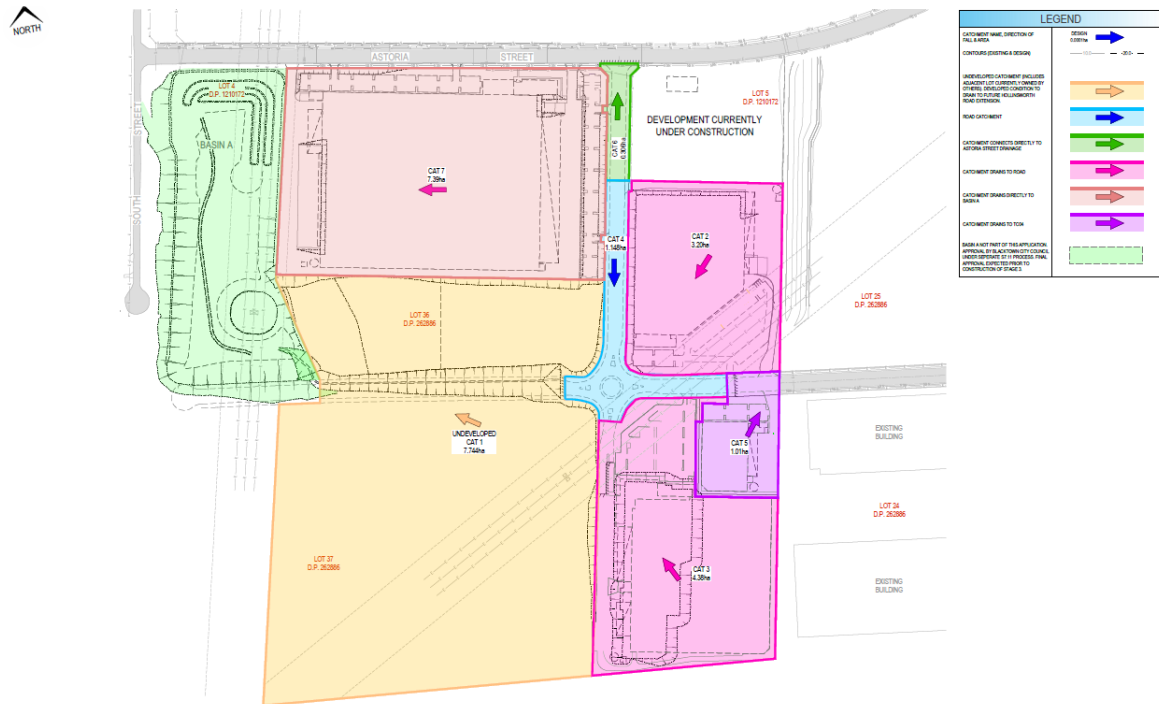 NORTH
ASTORIA STREET
SOUTH STREET
LOT 4
D.P. 1210172
BASIN A
CAT 7
7.39ha
CAT 6
LOT 5
D.P. 1210172
DEVELOPMENT CURRENTLY
UNDER CONSTRUCTION
CAT 4
1.148ha
CAT 2
3.20ha
LOT 36
D.P. 262886
LOT 25
D.P. 262886
UNDEVELOPED
CAT 1
7.744ha
CAT 5
1.01ha
EXISTING
BUILDING
LOT 24
D.P. 262886
LOT 37
D.P. 262886
CAT 3
4.38ha
EXISTING
BUILDING
LEGEND
CATCHMENT NAME, DIRECTION OF
FALL & AREA
DESIGN
CONTOURS (EXISTING & DESIGN)
UNDEVELOPED CATCHMENT (INCLUDES
ADJACENT LOT CURRENTLY OWNED BY
OTHERS). DEVELOPED CONDITION TO
DRAIN TO FUTURE HOLLINSWORTH
ROAD EXTENSION.
ROAD CATCHMENT
CATCHMENT CONNECTS DIRECTLY TO
ASTORIA STREET DRAINAGE
CATCHMENT DRAINS TO ROAD
CATCHMENT DRAINS DIRECTLY TO
BASIN A
CATCHMENT DRAINS TO
BASIN A NOT PART OF THIS APPLICATION.
APPROVAL BY BLACKTOWN CITY COUNCIL
UNDER SEPERATE S7.11 PROCESS. FINAL
APPROVAL EXPECTED PRIOR TO
CONSTRUCTION OF STAGE 3.